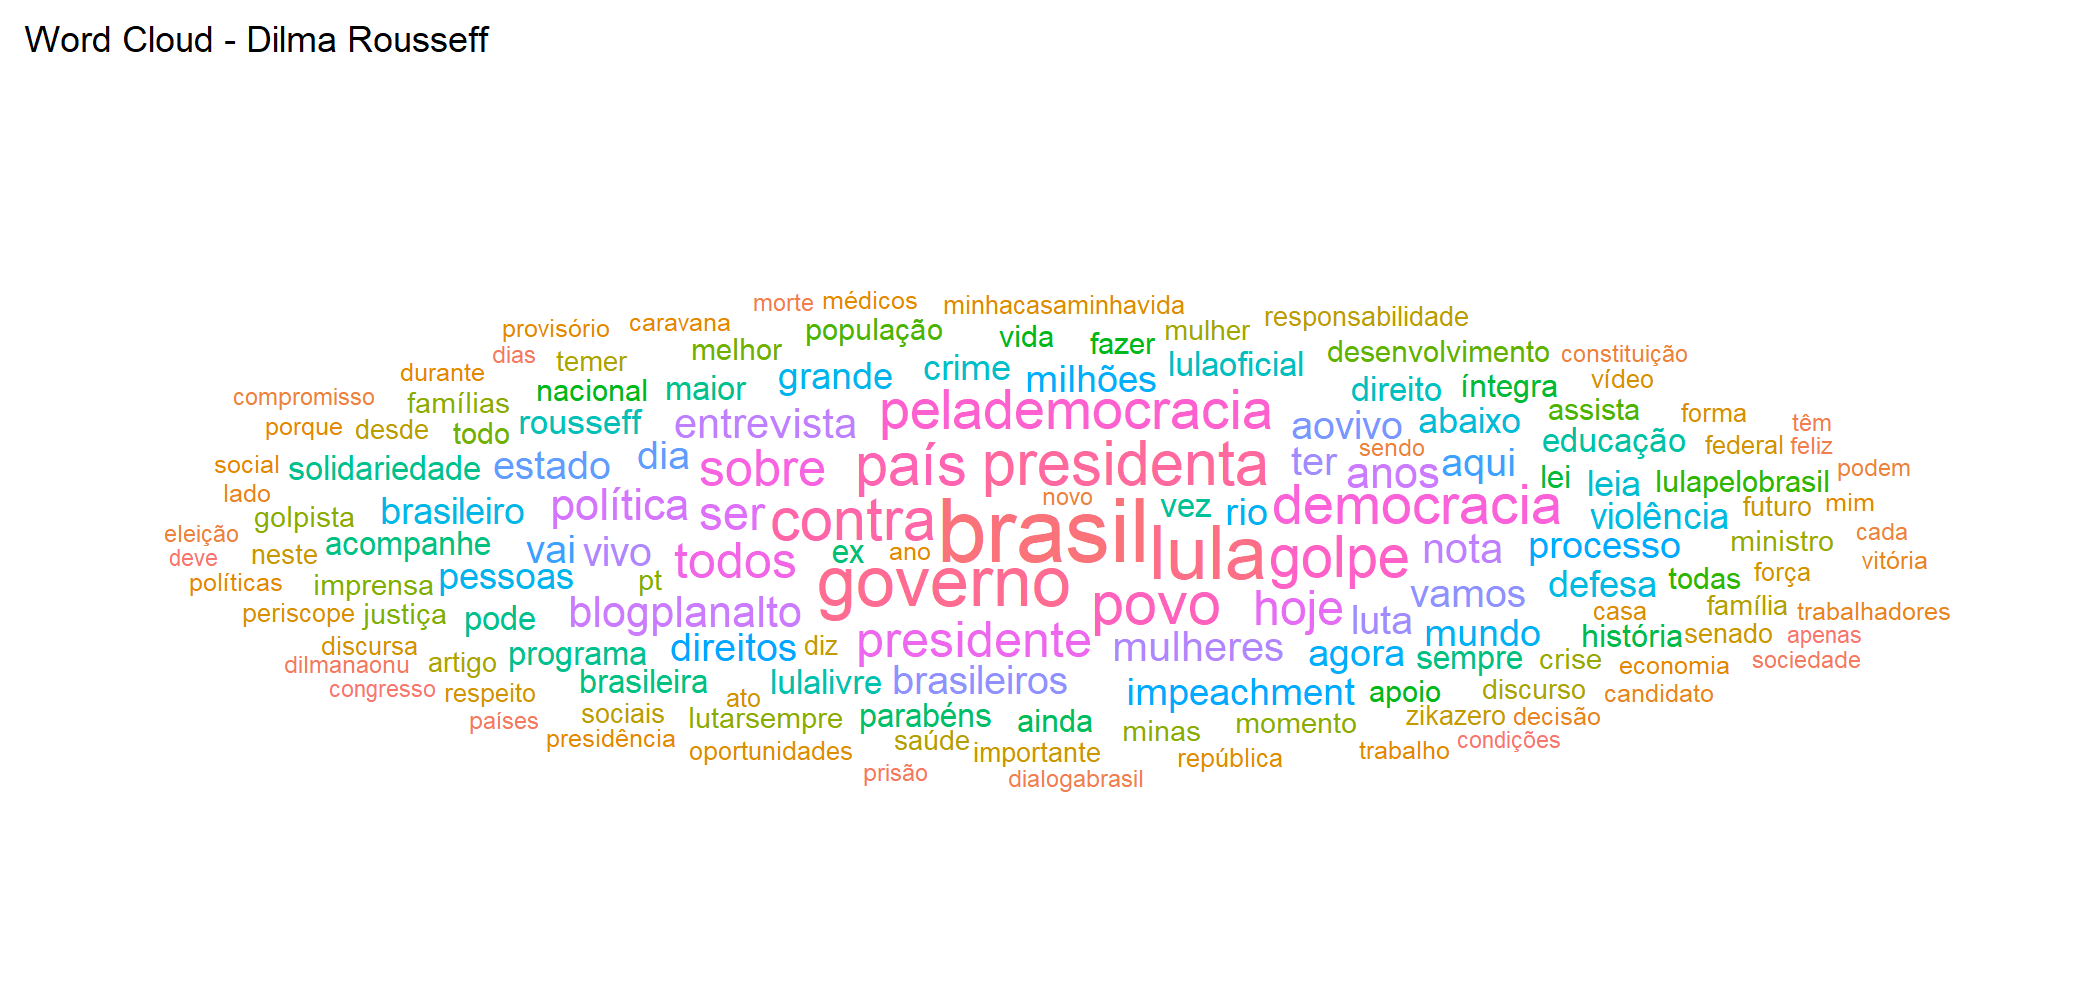 Word Cloud - Dilma Rousseff
morte médicos minhacasaminhavida
provisório caravana população vida fazer mulher responsabilidade
dias temer melhor crime lulaoficial desenvolvimento constituição
durante nacional maior grande milhões direito íntegra vídeo
compromisso famílias rousseff entrevista pelademocracia aovivo abaixo assista forma têm
porque desde todo dia sobre país presidenta sendo educação federal feliz
social solidariedade estado ter anos aqui lei leia lulapelobrasil podem
lado golpista brasileiro política ser contra novo vez rio democracia violência futuro mim
eleição acompanhe vai vivo ex ano brasil lula golpe nota processo ministro cada
deve neste todos vitória
políticas imprensa pessoas pt governo vamos defesa todas força
periscope justiça pode blogplanalto povo hoje luta casa família trabalhadores
discursa programa direitos diz presidente mulheres agora mundo história senado apenas
dilmanaonu artigo sempre crise economia sociedade
congresso respeito brasileira ato lulalivre brasileiros impeachment apoio discurso candidato
países sociais lutarsempre parabéns ainda minas momento zikazero decisão
presidência oportunidades saúde importante república trabalho condições
prisão dialogabrasil